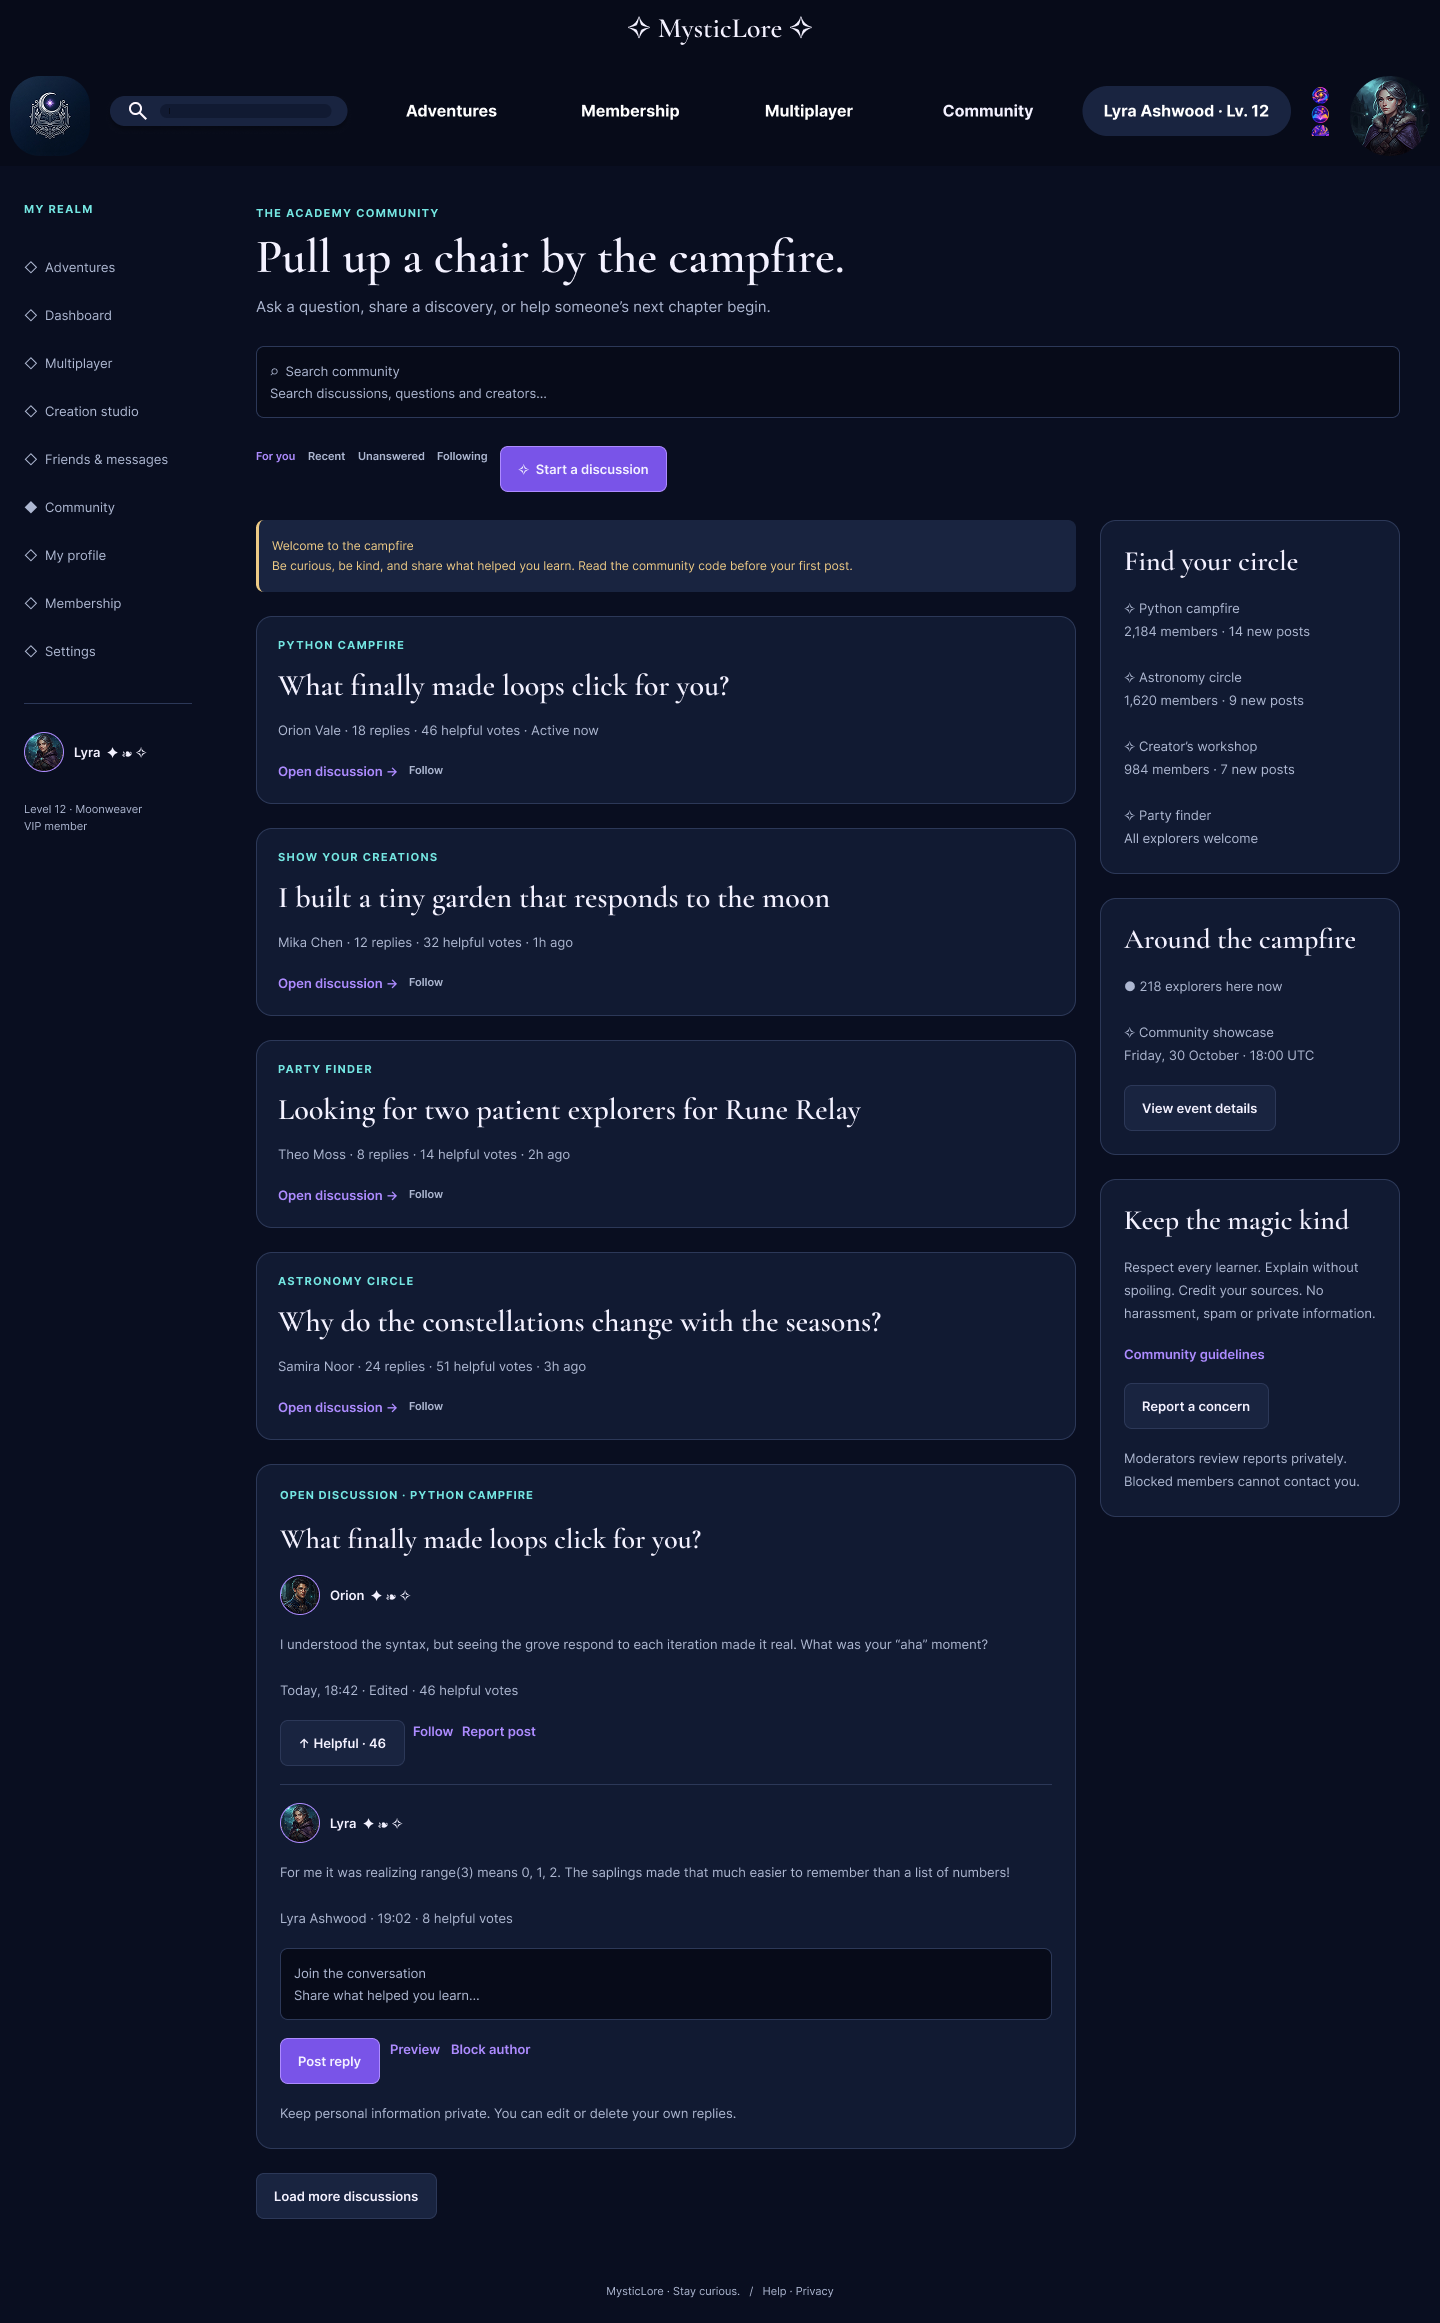 ✧ MysticLore ✧
Adventures
Membership
Multiplayer
Community
Lyra Ashwood · Lv. 12
MY REALM
◇ Adventures
◇ Dashboard
◇ Multiplayer
◇ Creation studio
◇ Friends & messages
◆ Community
◇ My profile
◇ Membership
◇ Settings
Lyra ✦ ❧ ✧
Level 12 · Moonweaver
VIP member
THE ACADEMY COMMUNITY
Pull up a chair by the campfire.
Ask a question, share a discovery, or help someone’s next chapter begin.
⌕ Search community
Search discussions, questions and creators...
For you
Recent
Unanswered
Following
✧ Start a discussion
Welcome to the campfire
Be curious, be kind, and share what helped you learn. Read the community code before your first post.
PYTHON CAMPFIRE
What finally made loops click for you?
Orion Vale · 18 replies · 46 helpful votes · Active now
Open discussion → Follow
SHOW YOUR CREATIONS
I built a tiny garden that responds to the moon
Mika Chen · 12 replies · 32 helpful votes · 1h ago
Open discussion → Follow
PARTY FINDER
Looking for two patient explorers for Rune Relay
Theo Moss · 8 replies · 14 helpful votes · 2h ago
Open discussion → Follow
ASTRONOMY CIRCLE
Why do the constellations change with the seasons?
Samira Noor · 24 replies · 51 helpful votes · 3h ago
Open discussion → Follow
OPEN DISCUSSION · PYTHON CAMPFIRE
What finally made loops click for you?
Orion ✦ ❧ ✧
I understood the syntax, but seeing the grove respond to each iteration made it real. What was your “aha” moment?
Today, 18:42 · Edited · 46 helpful votes
↑ Helpful · 46
Follow
Report post
Lyra ✦ ❧ ✧
For me it was realizing range(3) means 0, 1, 2. The saplings made that much easier to remember than a list of numbers!
Lyra Ashwood · 19:02 · 8 helpful votes
Join the conversation
Share what helped you learn...
Post reply
Preview
Block author
Keep personal information private. You can edit or delete your own replies.
Load more discussions
Find your circle
✧ Python campfire
2,184 members · 14 new posts
✧ Astronomy circle
1,620 members · 9 new posts
✧ Creator’s workshop
984 members · 7 new posts
✧ Party finder
All explorers welcome
Around the campfire
● 218 explorers here now
✧ Community showcase
Friday, 30 October · 18:00 UTC
View event details
Keep the magic kind
Respect every learner. Explain without
spoiling. Credit your sources. No
harassment, spam or private information.
Community guidelines
Report a concern
Moderators review reports privately.
Blocked members cannot contact you.
MysticLore · Stay curious. / Help · Privacy